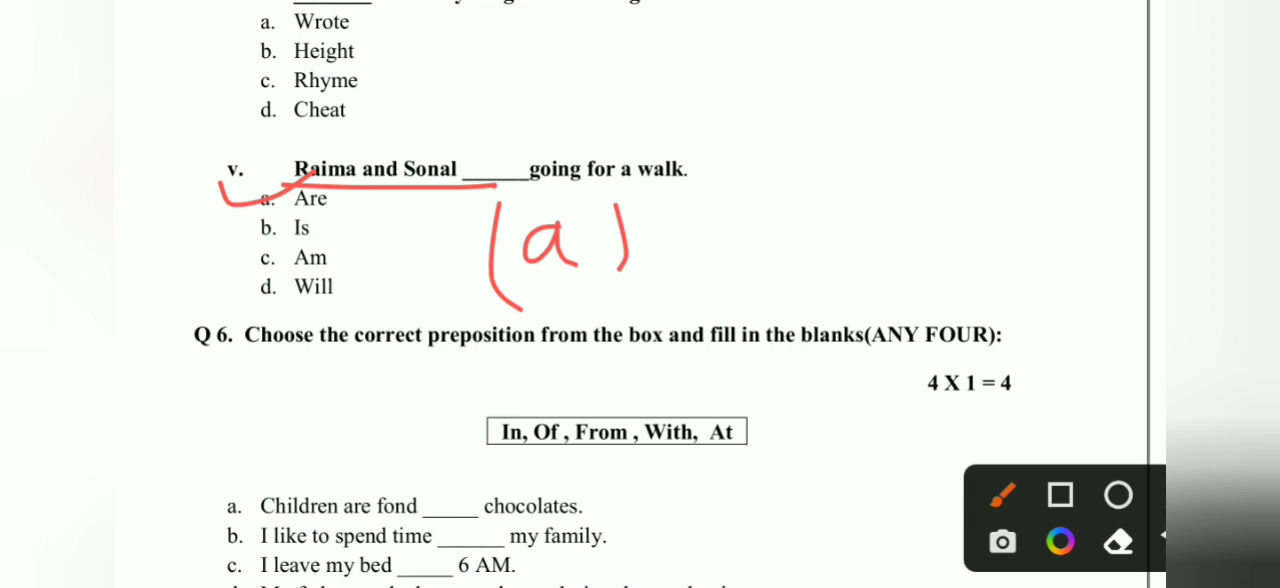 a. Wrote
b. Height
c. Rhyme
d. Cheat
v. Raima and Sonal ______going for a walk.
a. Are
b. Is
c. Am
d. Will
(a)
Q 6. Choose the correct preposition from the box and fill in the blanks(ANY FOUR):
4 X 1 = 4
In, Of , From , With, At
a. Children are fond _____ chocolates.
b. I like to spend time ______ my family.
c. I leave my bed _____ 6 AM.